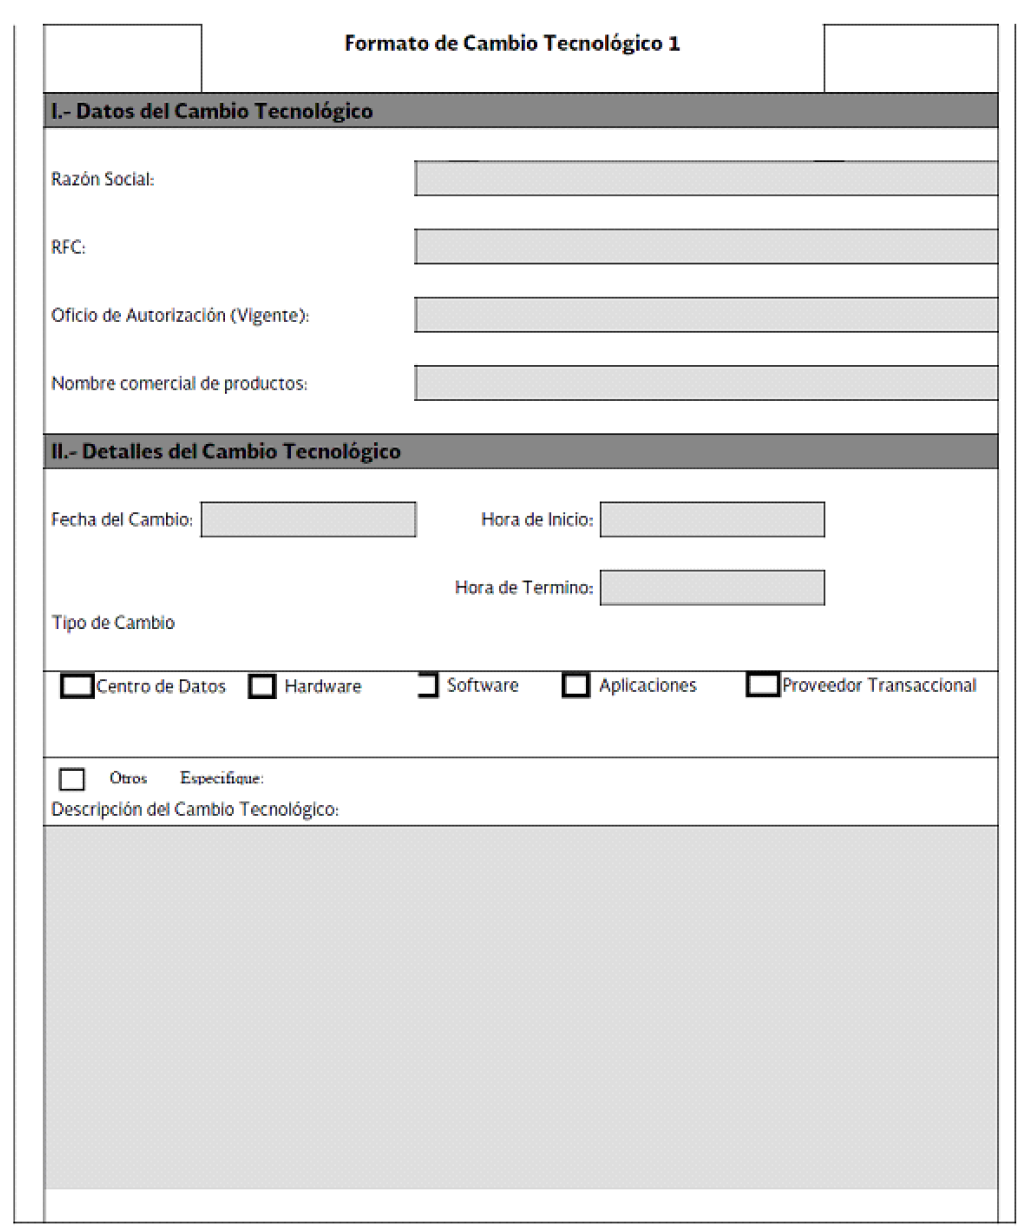 Formato de Cambio Tecnológico 1
I.- Datos del Cambio Tecnológico
Razón Social:
RFC:
Oficio de Autorización (Vigente):
Nombre comercial de productos:
II.- Detalles del Cambio Tecnológico
Fecha del Cambio: Hora de Inicio:
Hora de Termino:
Tipo de Cambio
Centro de Datos Hardware Software Aplicaciones Proveedor Transaccional
Otros Especifique:
Descripción del Cambio Tecnológico: